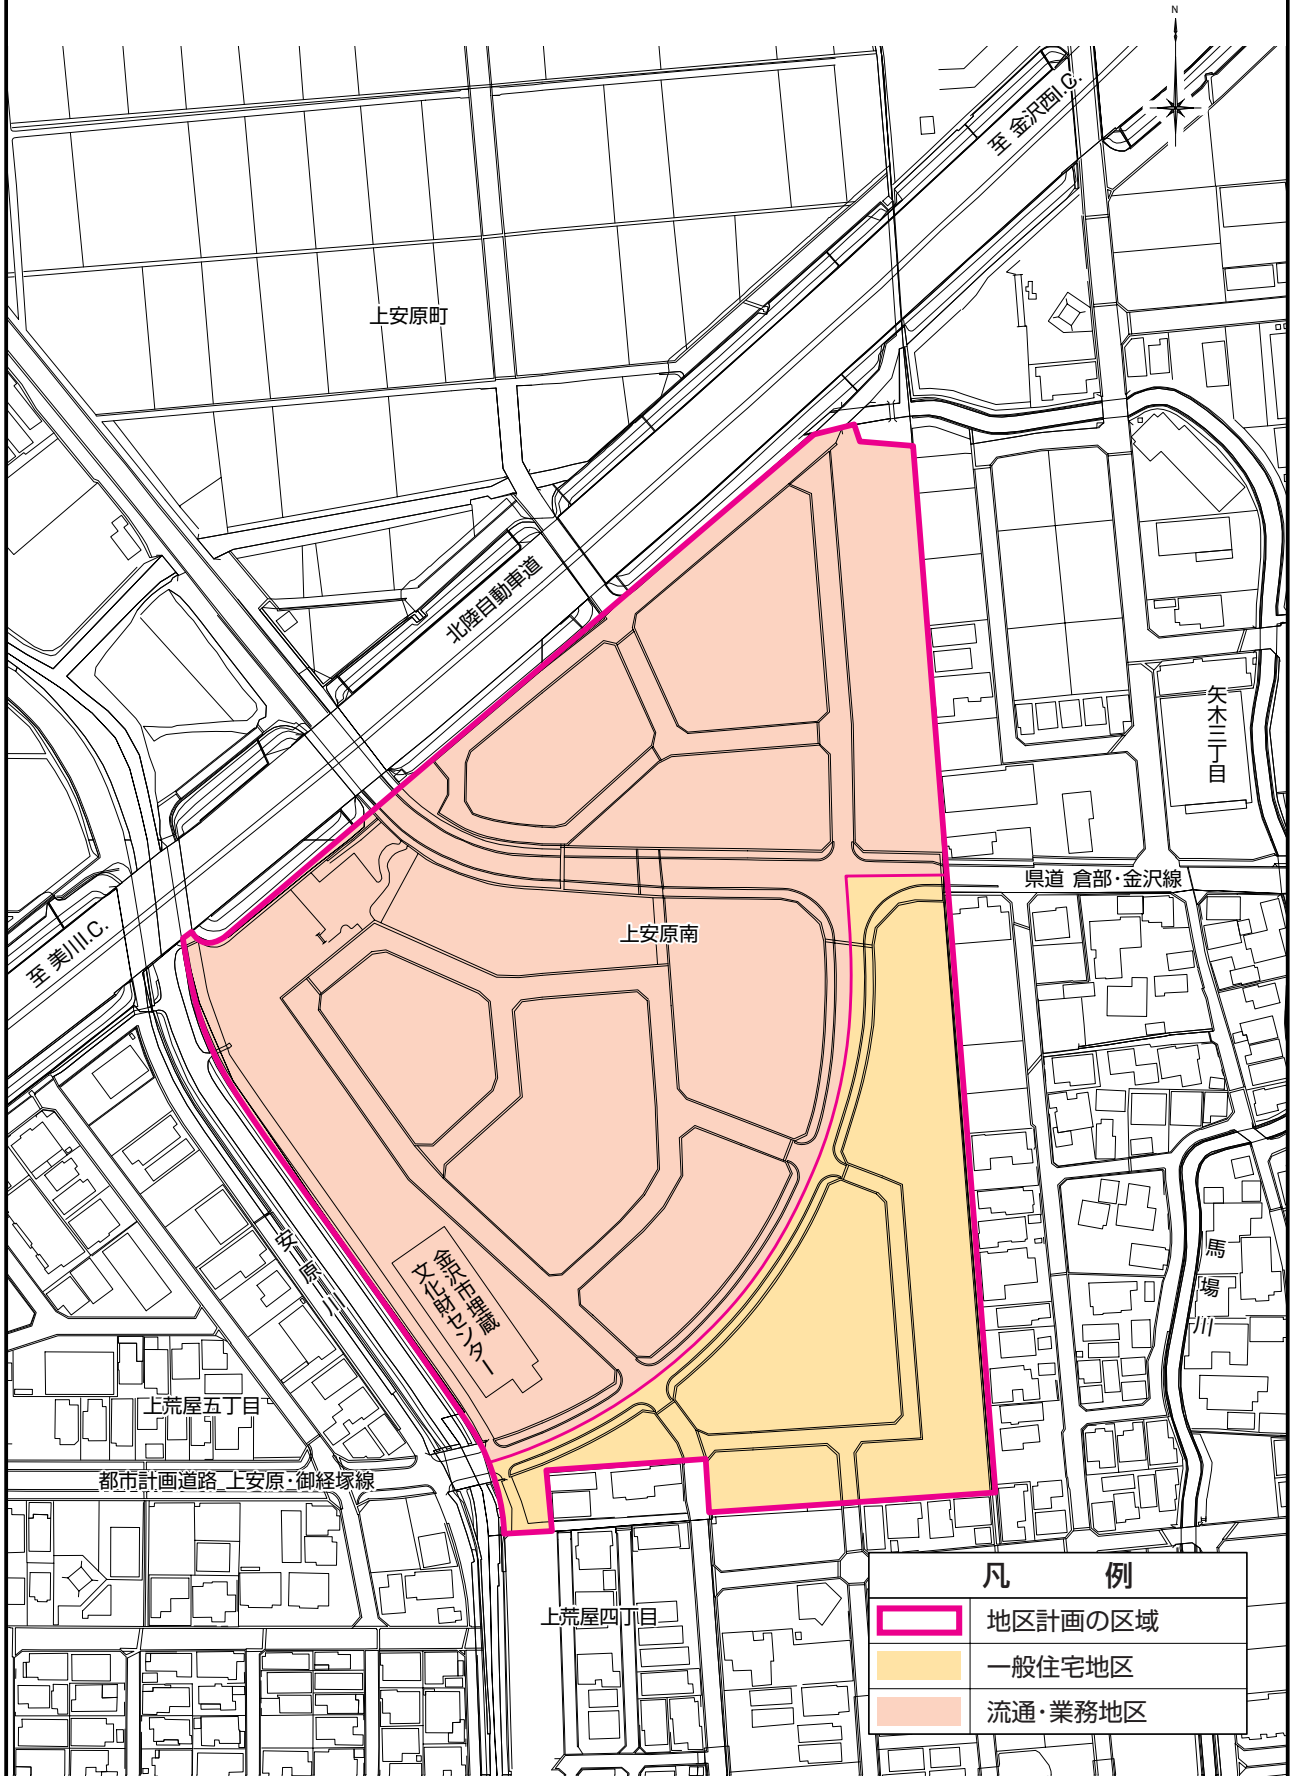 N
至 金沢西I.C.
上安原町
北陸自動車道
矢木三丁目
県道 倉部・金沢線
上安原南
至 美川I.C.
安原川
金沢市埋蔵
文化財センター
馬場川
上荒屋五丁目
都市計画道路 上安原・御経塚線
上荒屋四丁目
凡 例
地区計画の区域
一般住宅地区
流通・業務地区